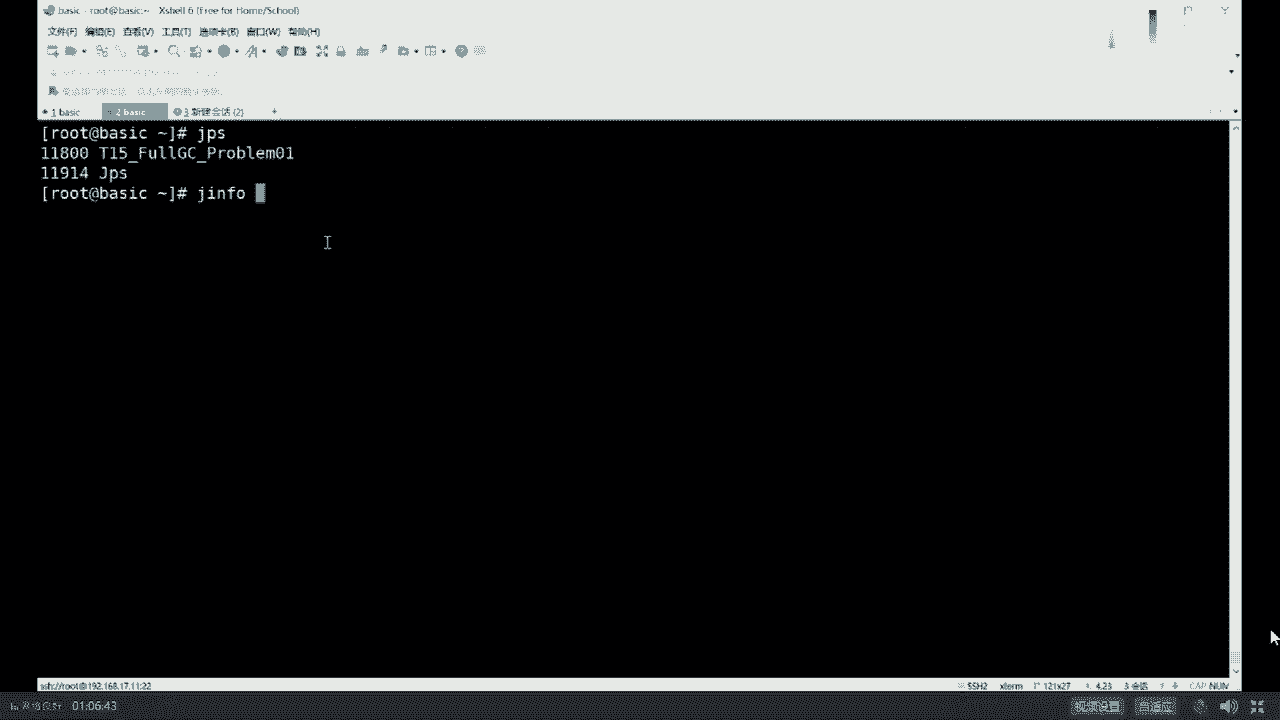 basic - root@basic:~ - Xshell 6 (Free for Home/School)
文件(F) 编辑(E) 查看(V) 工具(T) 选项卡(B) 窗口(W) 帮助(H)
1 basic 2 basic 3 新建会话 (2) +
[root@basic ~]# jps
11800 T15_FullGC_Problem01
11914 Jps
[root@basic ~]# jinfo
ssh://root@192.168.17.11:22 SSH2 xterm 121x27 4,23 3 会话 CAP NUM
01:06:43 视频设置 自适应